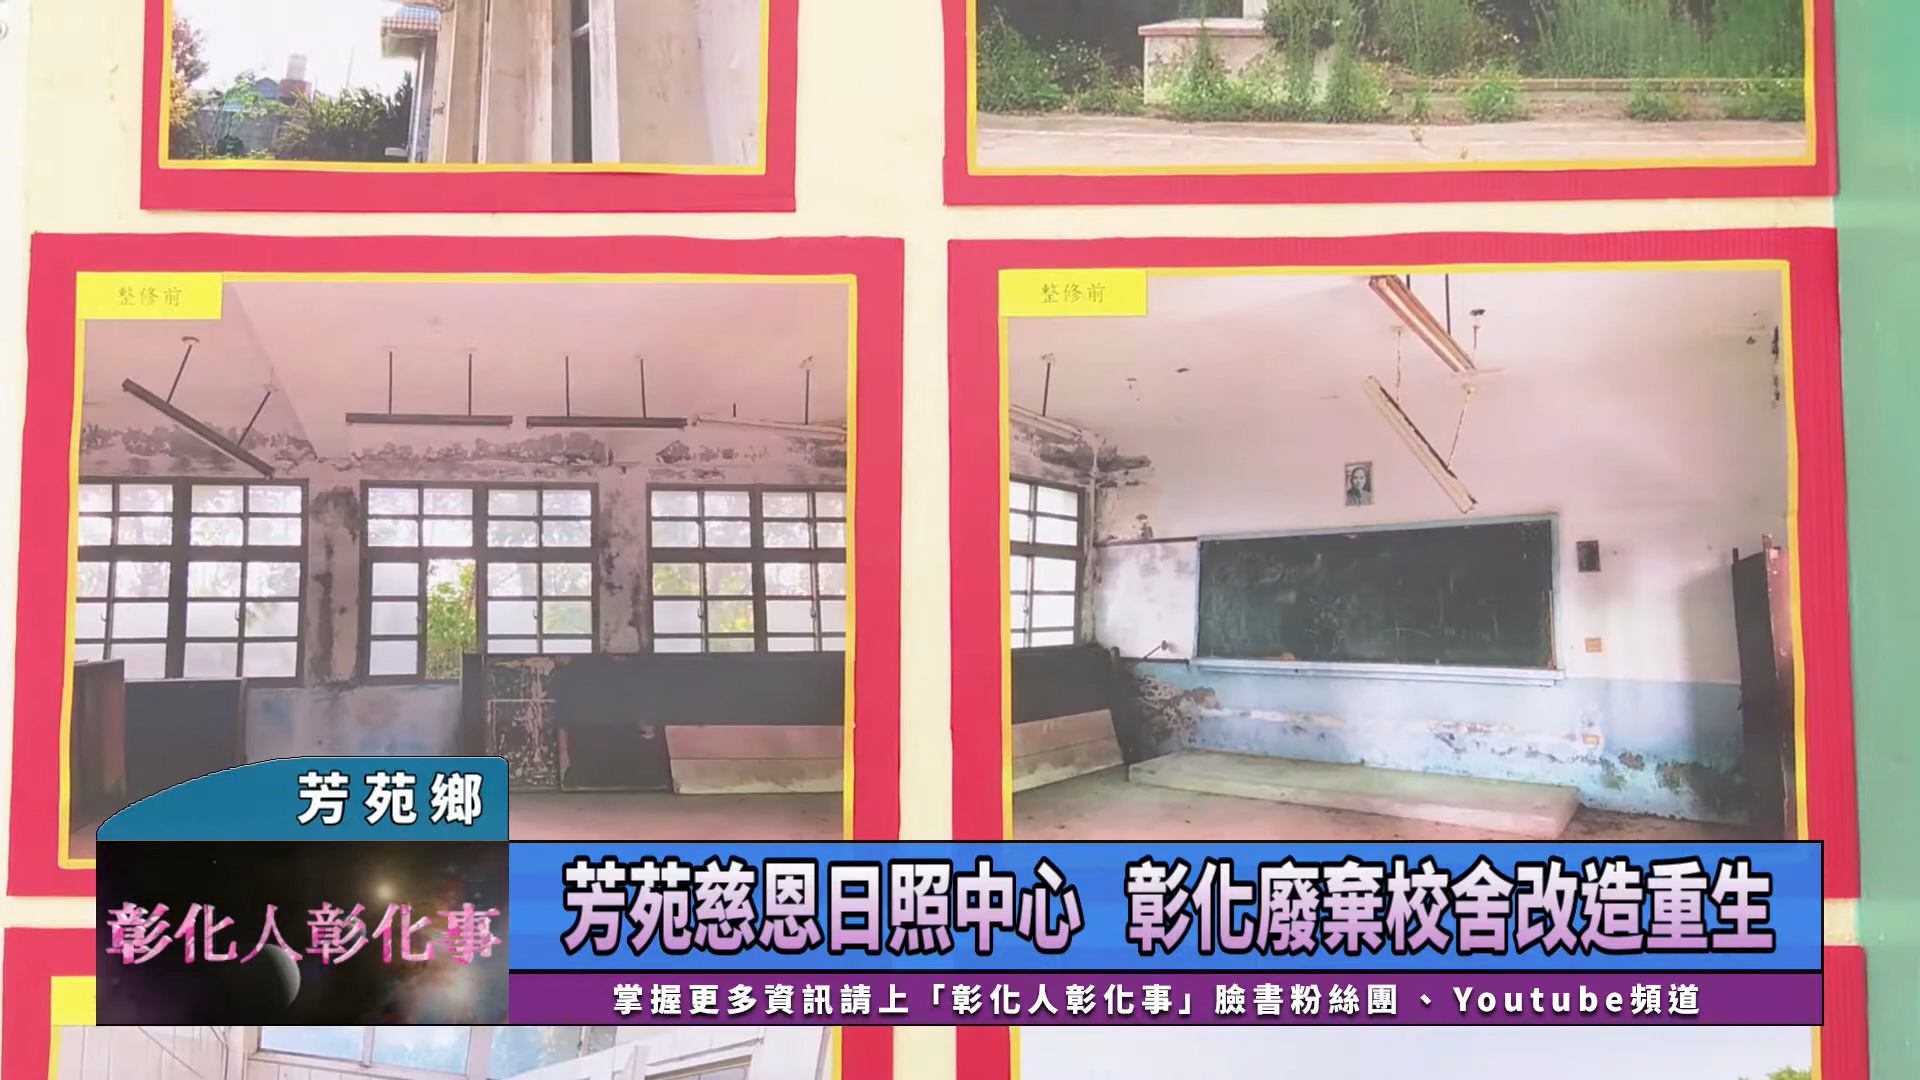 整修前
整修前
芳苑鄉
彰化人彰化事
芳苑慈恩日照中心 彰化廢棄校舍改造重生
掌握更多資訊請上「彰化人彰化事」臉書粉絲團、Youtube頻道